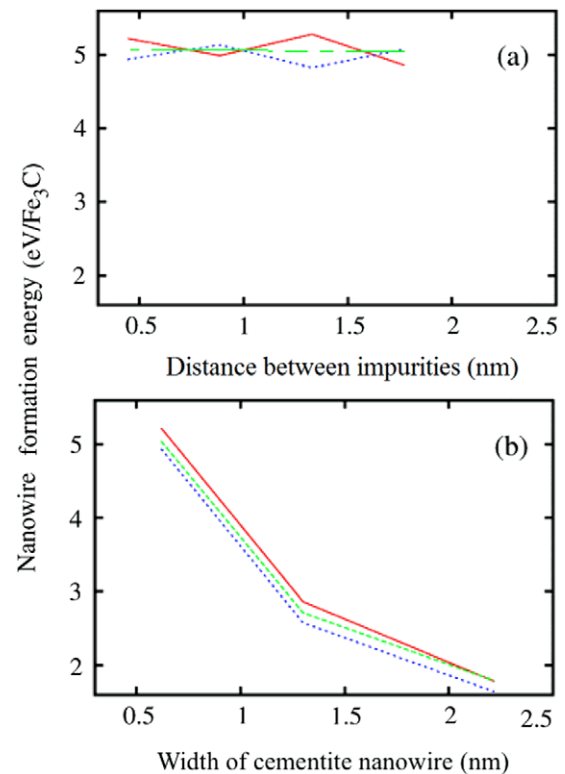 Nanowire formation energy (eV/Fe3C)
5
4
3
2
(a)
0.5 1 1.5 2 2.5
Distance between impurities (nm)
5
4
3
2
(b)
0.5 1 1.5 2 2.5
Width of cementite nanowire (nm)